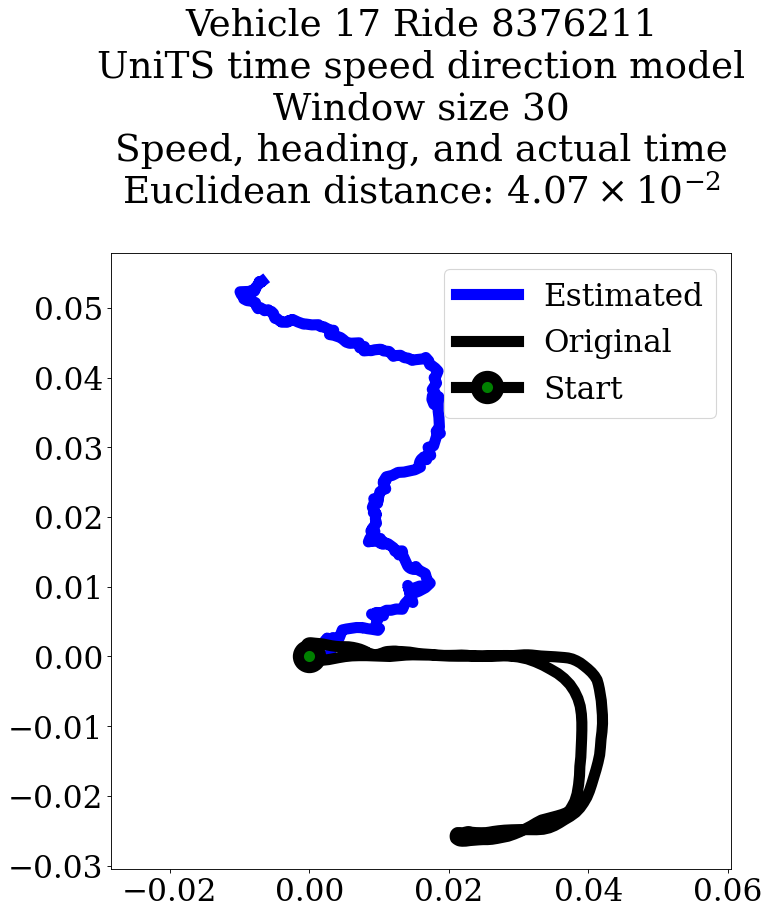 Vehicle 17 Ride 8376211
UniTS time speed direction model
Window size 30
Speed, heading, and actual time
Euclidean distance: 4.07 × 10⁻²
Estimated
Original
Start
0.05
0.04
0.03
0.02
0.01
0.00
−0.01
−0.02
−0.03
−0.02 0.00 0.02 0.04 0.06